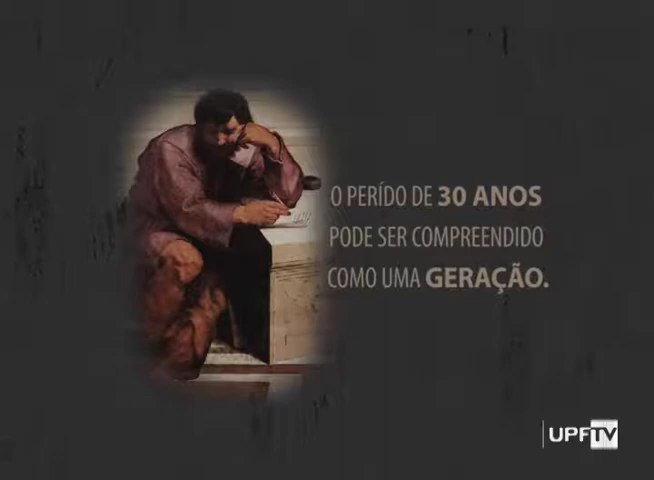 O PERÍDO DE 30 ANOS
PODE SER COMPREENDIDO
COMO UMA GERAÇÃO.
UPFTV